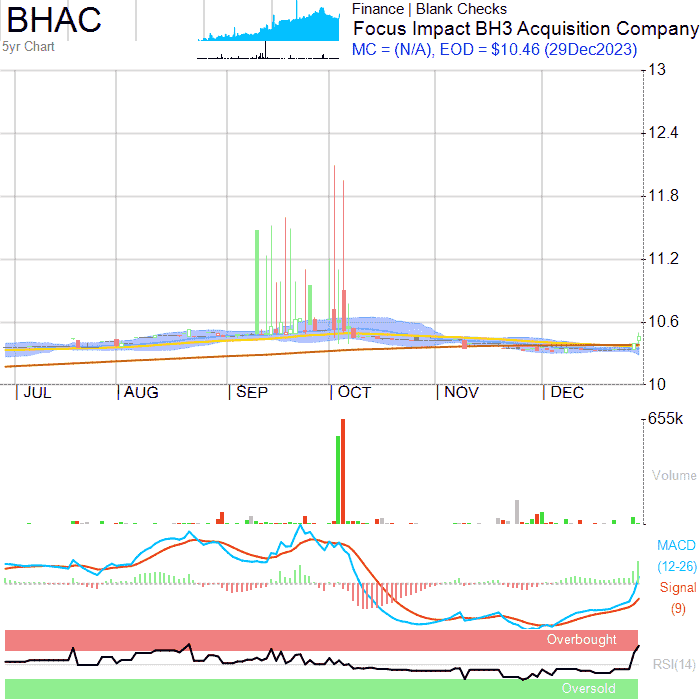 BHAC
5yr Chart
Finance | Blank Checks
Focus Impact BH3 Acquisition Company
MC = (N/A), EOD = $10.46 (29Dec2023)
13
12.4
11.8
11.2
10.6
10
JUL AUG SEP OCT NOV DEC
655k
Volume
MACD
(12-26)
Signal
(9)
Overbought
RSI(14)
Oversold